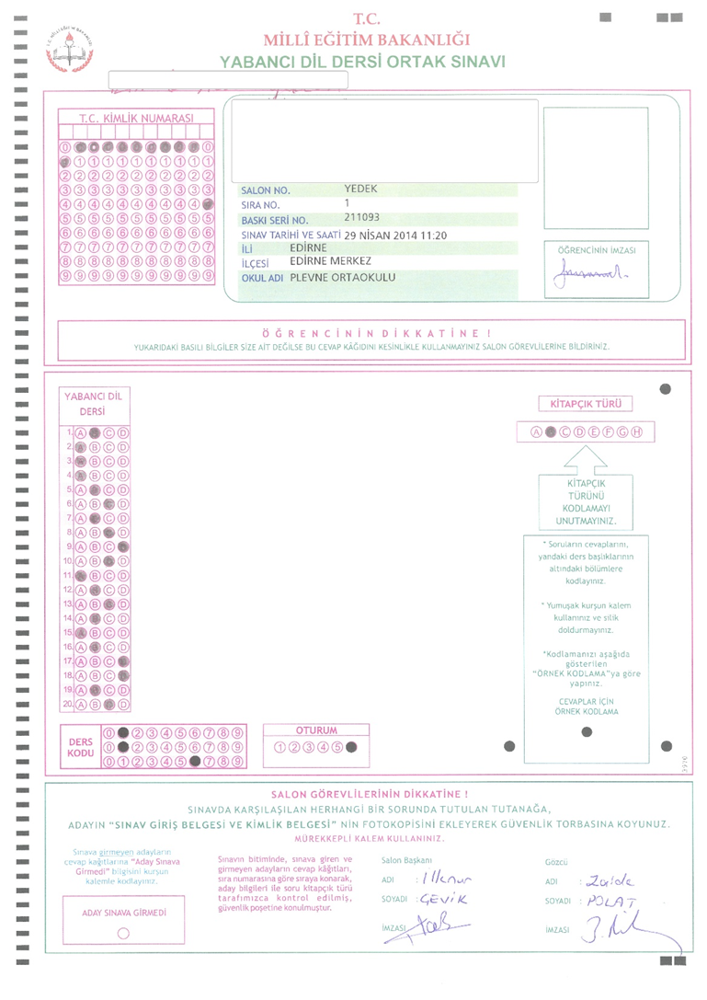 T.C.
MİLLÎ EĞİTİM BAKANLIĞI
YABANCI DİL DERSİ ORTAK SINAVI
T.C. KİMLİK NUMARASI
0 0
1 1 1 1 1 1 1 1 1 1
2 2 2 2 2 2 2 2 2 2 2
3 3 3 3 3 3 3 3 3 3 3
4 4 4 4 4 4 4 4 4 4
5 5 5 5 5 5 5 5 5 5 5
6 6 6 6 6 6 6 6 6 6 6
7 7 7 7 7 7 7 7 7 7 7
8 8 8 8 8 8 8 8 8 8 8
9 9 9 9 9 9 9 9 9 9 9
SALON NO. YEDEK
SIRA NO. 1
BASKI SERİ NO. 211093
SINAV TARİHİ VE SAATİ 29 NİSAN 2014 11:20
İLİ EDİRNE
İLÇESİ EDİRNE MERKEZ
OKUL ADI PLEVNE ORTAOKULU
ÖĞRENCİNİN İMZASI
ÖĞRENCİNİN DİKKATİNE !
YUKARIDAKİ BASILI BİLGİLER SİZE AİT DEĞİLSE BU CEVAP KÂĞIDINI KESİNLİKLE KULLANMAYINIZ SALON GÖREVLİLERİNE BİLDİRİNİZ.
YABANCI DİL
DERSİ
1. A B C D
2. A B C D
3. A B C D
4. A B C D
5. A B C D
6. A B C D
7. A B C D
8. A B C D
9. A B C D
10. A B C D
11. A B C D
12. A B C D
13. A B C D
14. A B C D
15. A B C D
16. A B C D
17. A B C D
18. A B C D
19. A B C D
20. A B C D
KİTAPÇIK TÜRÜ
A C D E F G H
KİTAPÇIK
TÜRÜNÜ
KODLAMAYI
UNUTMAYINIZ.
* Soruların cevaplarını,
yandaki ders başlıklarının
altındaki bölümlere
kodlayınız.
* Yumuşak kurşun kalem
kullanınız ve silik
doldurmayınız.
*Kodlamanızı aşağıda
gösterilen
"ÖRNEK KODLAMA"ya göre
yapınız.
CEVAPLAR İÇİN
ÖRNEK KODLAMA
DERS
KODU
0 2 3 4 5 6 7 8 9
0 2 3 4 5 6 7 8 9
0 1 2 3 4 5 7 8 9
OTURUM
1 2 3 4 5
SALON GÖREVLİLERİNİN DİKKATİNE !
SINAVDA KARŞILAŞILAN HERHANGİ BİR SORUNDA TUTULAN TUTANAĞA,
ADAYIN "SINAV GİRİŞ BELGESİ VE KİMLİK BELGESİ" NİN FOTOKOPİSİNİ EKLEYEREK GÜVENLİK TORBASINA KOYUNUZ.
MÜREKKEPLİ KALEM KULLANINIZ.
Sınava girmeyen adayların
cevap kağıtlarına "Aday Sınava
Girmedi" bilgisini kurşun
kalemle kodlayınız.
ADAY SINAVA GİRMEDİ
Sınavın bitiminde, sınava giren ve
girmeyen adayların cevap kâğıtları,
sıra numarasına göre sıraya konarak,
aday bilgileri ile soru kitapçık türü
tarafımızca kontrol edilmiş,
güvenlik poşetine konulmuştur.
Salon Başkanı
ADI : İlknur
SOYADI : ÇEVİK
İMZASI
Gözcü
ADI : Zaide
SOYADI : POLAT
İMZASI